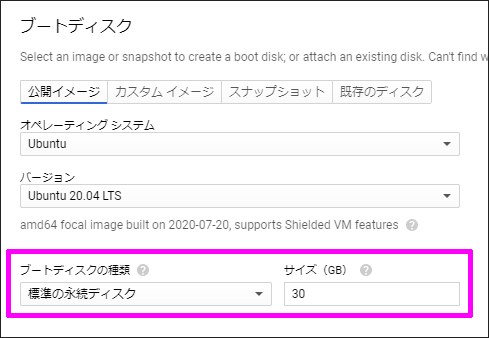 ブートディスク
Select an image or snapshot to create a boot disk; or attach an existing disk. Can't find w
公開イメージ カスタム イメージ スナップショット 既存のディスク
オペレーティング システム
Ubuntu
バージョン
Ubuntu 20.04 LTS
amd64 focal image built on 2020-07-20, supports Shielded VM features ?
ブートディスクの種類 ? サイズ（GB） ?
標準の永続ディスク 30